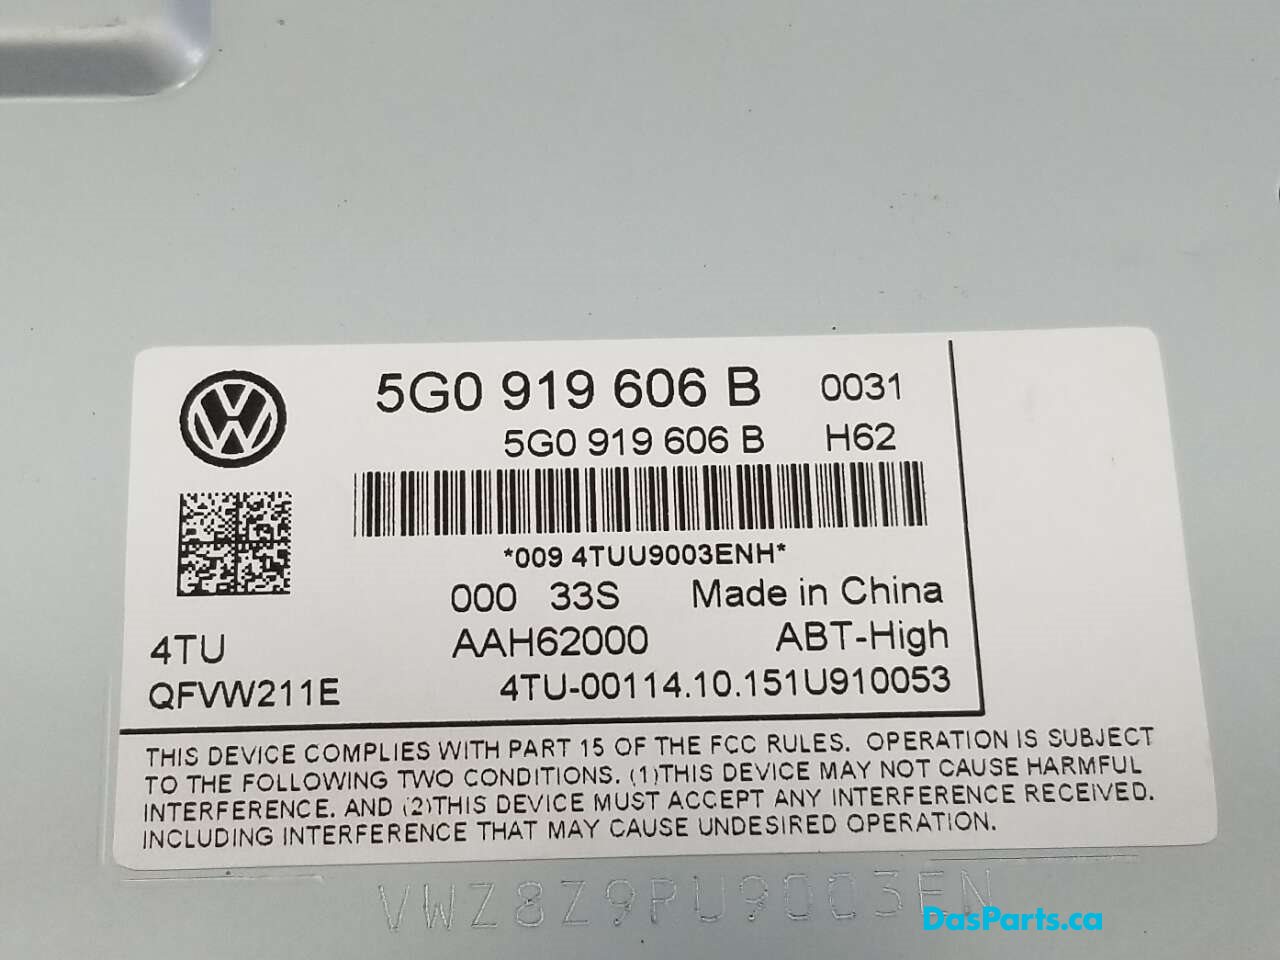 5G0 919 606 B 0031
5G0 919 606 B H62
*009 4TUU9003ENH*
000 33S Made in China
4TU AAH62000 ABT-High
QFVW211E 4TU-00114.10.151U910053
THIS DEVICE COMPLIES WITH PART 15 OF THE FCC RULES. OPERATION IS SUBJECT
TO THE FOLLOWING TWO CONDITIONS. (1)THIS DEVICE MAY NOT CAUSE HARMFUL
INTERFERENCE. AND (2)THIS DEVICE MUST ACCEPT ANY INTERFERENCE RECEIVED.
INCLUDING INTERFERENCE THAT MAY CAUSE UNDESIRED OPERATION.
VWZ8Z9PU9003EN
DasParts.ca